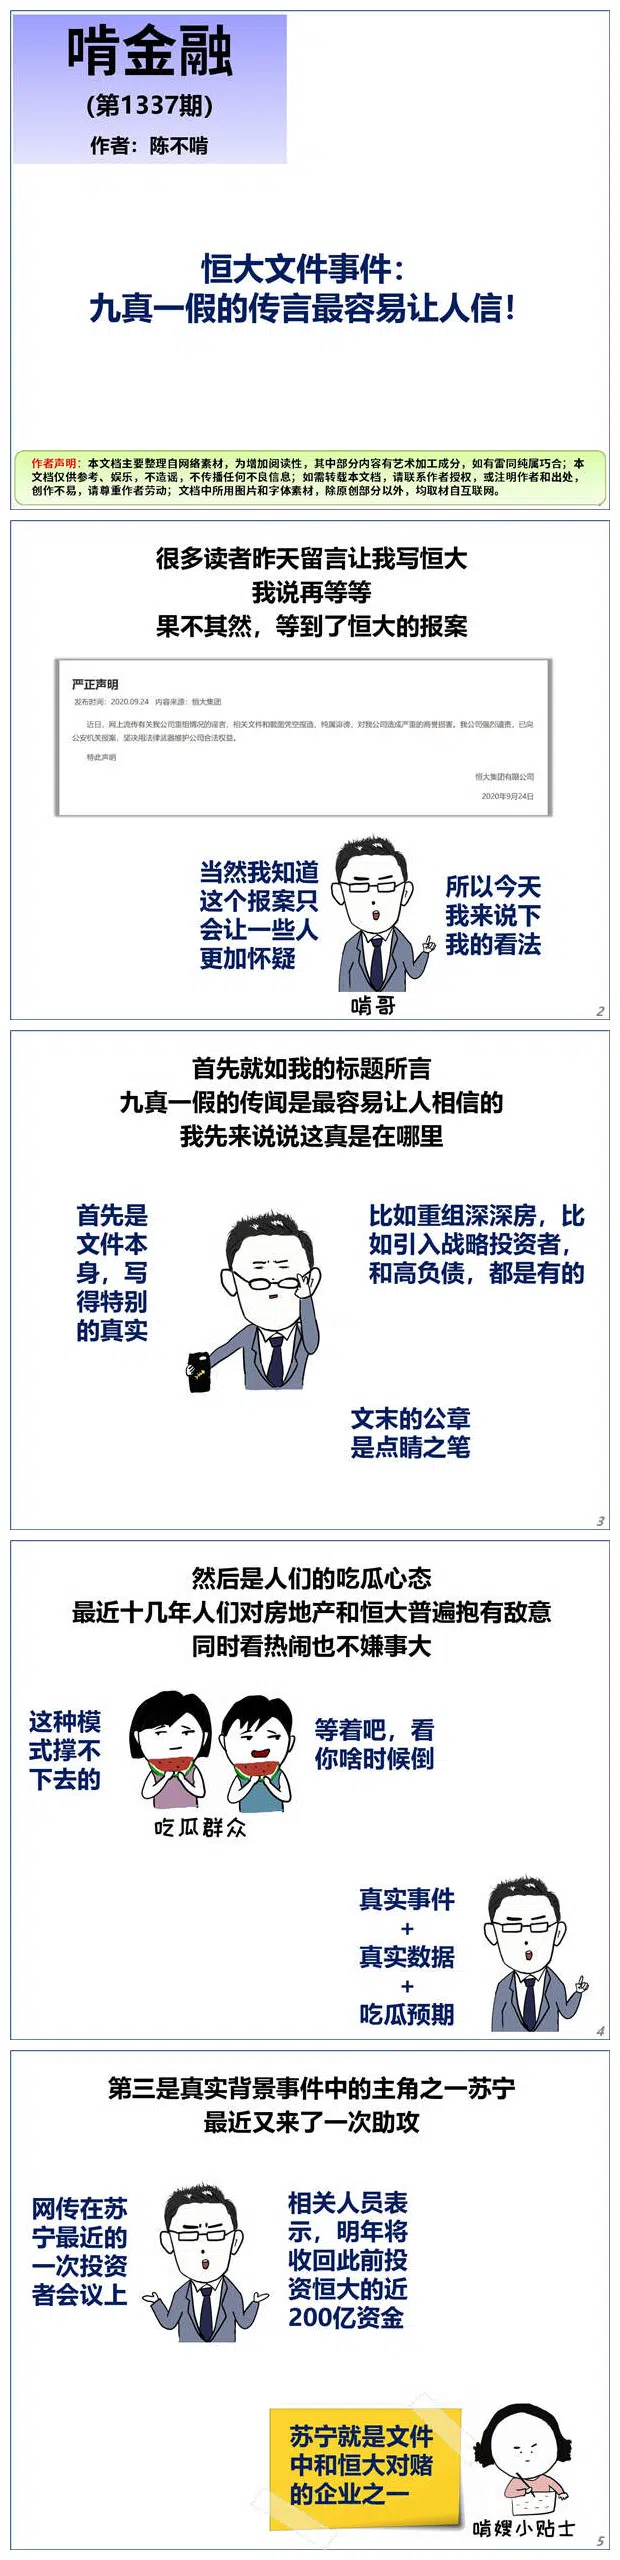 啃金融
(第1337期)
作者：陈不啃
恒大文件事件：
九真一假的传言最容易让人信！
作者声明：本文档主要整理自网络素材，为增加阅读性，其中部分内容有艺术加工成分，如有雷同纯属巧合；本
文档仅供参考、娱乐，不造谣，不传播任何不良信息；如需转载本文档，请联系作者授权，或注明作者和出处，
创作不易，请尊重作者劳动；文档中所用图片和字体素材，除原创部分以外，均取材自互联网。
很多读者昨天留言让我写恒大
我说再等等
果不其然，等到了恒大的报案
严正声明
发布时间：2020.09.24 内容来源：恒大集团
近日，网上流传有关我公司重组情况的谣言，相关文件和截图凭空捏造、纯属诽谤，对我公司造成严重的商誉损害。我公司强烈谴责，已向
公安机关报案，坚决用法律武器维护公司合法权益。
特此声明
恒大集团有限公司
2020年9月24日
当然我知道
这个报案只
会让一些人
更加怀疑
所以今天
我来说下
我的看法
啃哥
2
首先就如我的标题所言
九真一假的传闻是最容易让人相信的
我先来说说这真是在哪里
首先是
文件本
身，写
得特别
的真实
比如重组深深房，比
如引入战略投资者，
和高负债，都是有的
文末的公章
是点睛之笔
3
然后是人们的吃瓜心态
最近十几年人们对房地产和恒大普遍抱有敌意
同时看热闹也不嫌事大
这种模
式撑不
下去的
等着吧，看
你啥时候倒
吃瓜群众
真实事件
+
真实数据
+
吃瓜预期
4
第三是真实背景事件中的主角之一苏宁
最近又来了一次助攻
网传在苏
宁最近的
一次投资
者会议上
相关人员表
示，明年将
收回此前投
资恒大的近
200亿资金
苏宁就是文件
中和恒大对赌
的企业之一
啃嫂小贴士
5